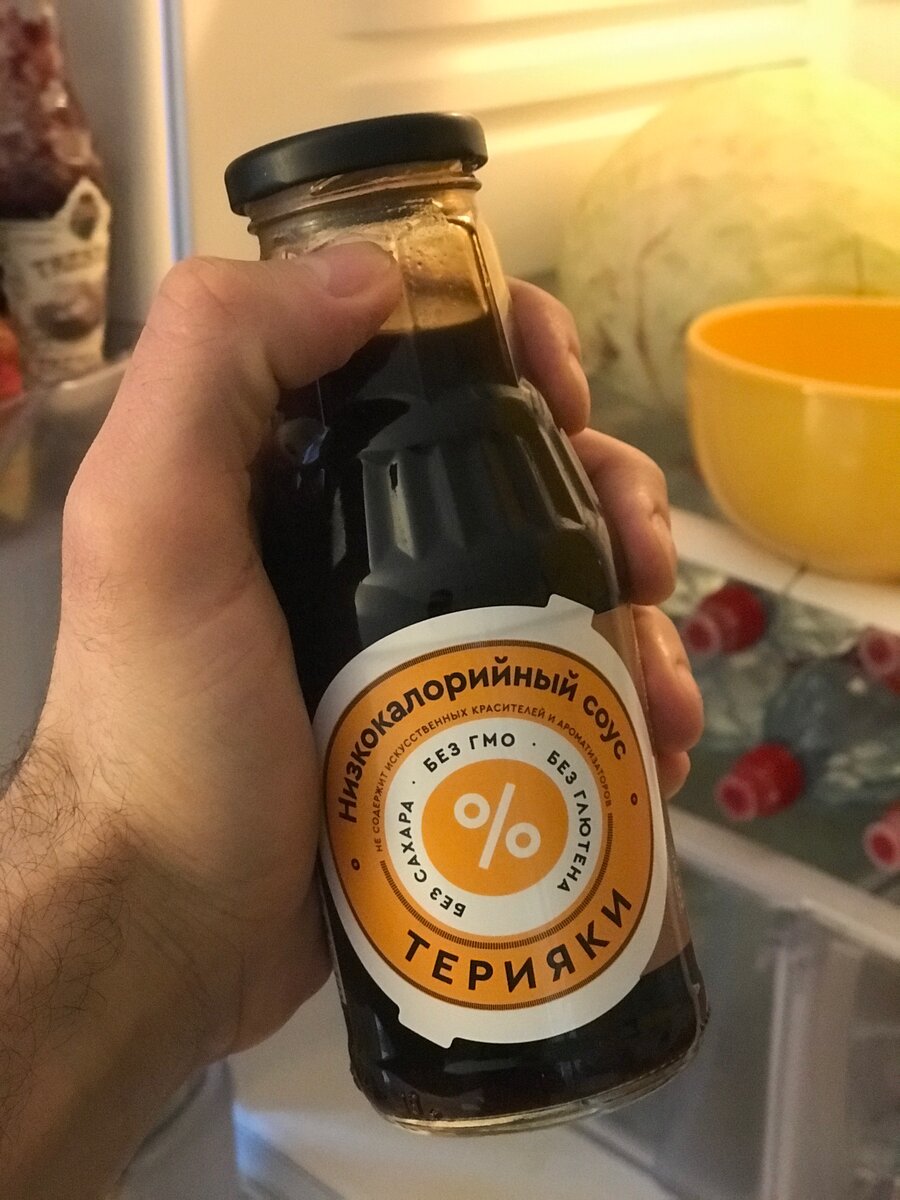 Низкокалорийный соус
НЕ СОДЕРЖИТ ИСКУССТВЕННЫХ КРАСИТЕЛЕЙ И АРОМАТИЗАТОРОВ
БЕЗ САХАРА · БЕЗ ГМО · БЕЗ ГЛЮТЕНА
%
ТЕРИЯКИ